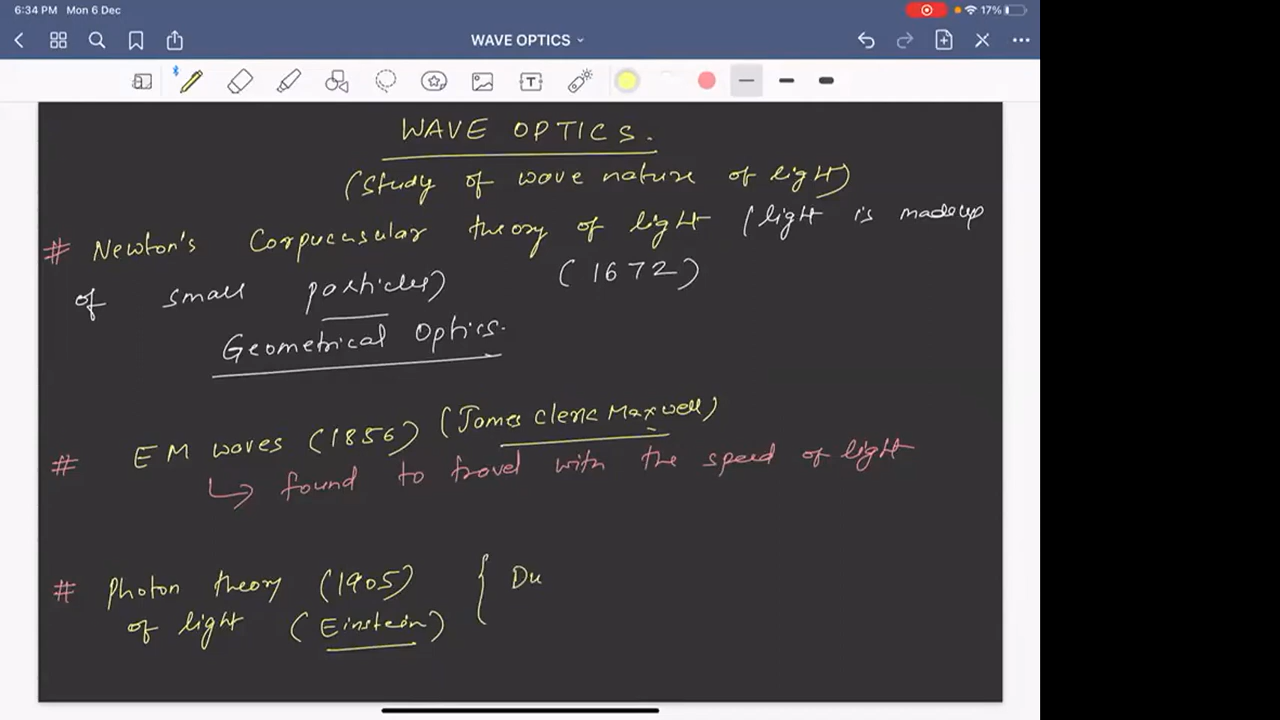 6:34 PM Mon 6 Dec
17%
WAVE OPTICS
WAVE OPTICS.
(Study of wave nature of light)
# Newton's Corpucusular theory of light (light is madeup
of small particles) (1672)
Geometrical Optics.
# EM waves (1856) (James Clerk Maxwell)
↳ found to travel with the speed of light
# Photon theory (1905) { Du
of light (Einstein)